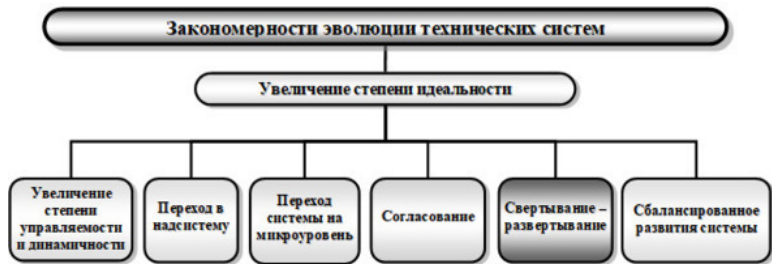 Закономерности эволюции технических систем
Увеличение степени идеальности
Увеличение
степени
управляемости
и динамичности
Переход в
надсистему
Переход
системы на
микроуровень
Согласование
Свертывание –
развертывание
Сбалансированное
развития системы